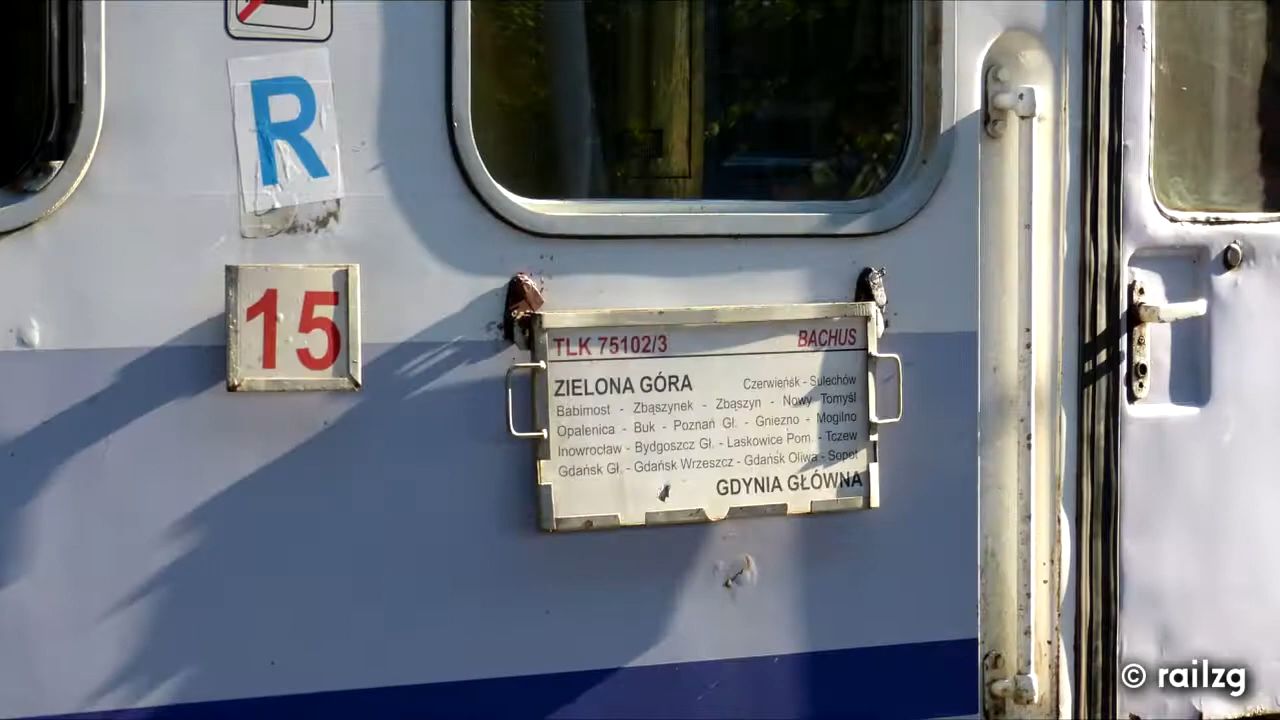 R
15
TLK 75102/3 BACHUS
ZIELONA GÓRA Czerwieńsk - Sulechów
Babimost - Zbąszynek - Zbąszyn - Nowy Tomyśl
Opalenica - Buk - Poznań Gł. - Gniezno - Mogilno
Inowrocław - Bydgoszcz Gł. - Laskowice Pom. - Tczew
Gdańsk Gł. - Gdańsk Wrzeszcz - Gdańsk Oliwa - Sopot
GDYNIA GŁÓWNA
© railzg